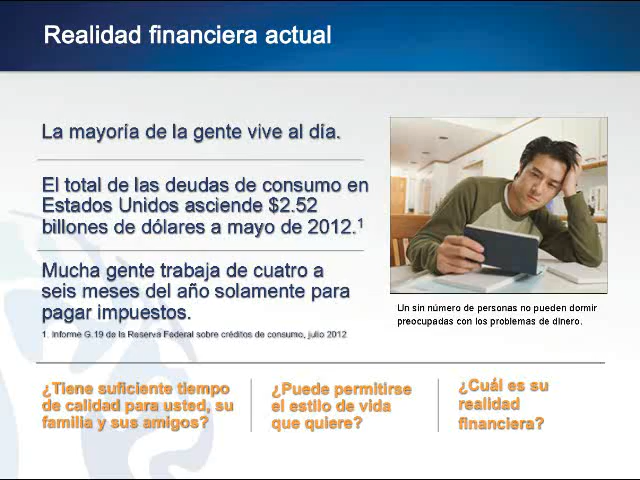 Realidad financiera actual
La mayoría de la gente vive al día.
El total de las deudas de consumo en
Estados Unidos asciende $2.52
billones de dólares a mayo de 2012.¹
Mucha gente trabaja de cuatro a
seis meses del año solamente para
pagar impuestos.
1. Informe G.19 de la Reserva Federal sobre créditos de consumo, julio 2012
Un sin número de personas no pueden dormir
preocupadas con los problemas de dinero.
¿Tiene suficiente tiempo
de calidad para usted, su
familia y sus amigos?
¿Puede permitirse
el estilo de vida
que quiere?
¿Cuál es su
realidad
financiera?